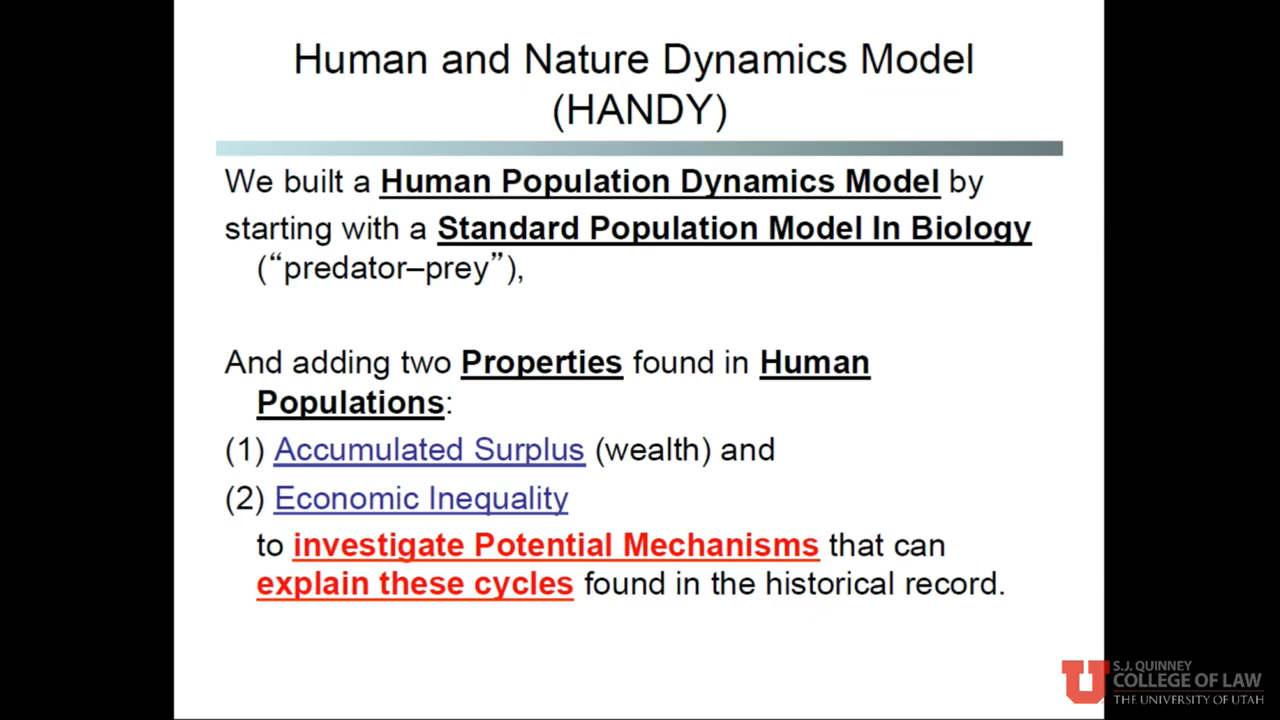 Human and Nature Dynamics Model
(HANDY)
We built a Human Population Dynamics Model by
starting with a Standard Population Model In Biology
(“predator–prey”),
And adding two Properties found in Human
Populations:
(1) Accumulated Surplus (wealth) and
(2) Economic Inequality
to investigate Potential Mechanisms that can
explain these cycles found in the historical record.
U
S.J. QUINNEY
COLLEGE OF LAW
THE UNIVERSITY OF UTAH